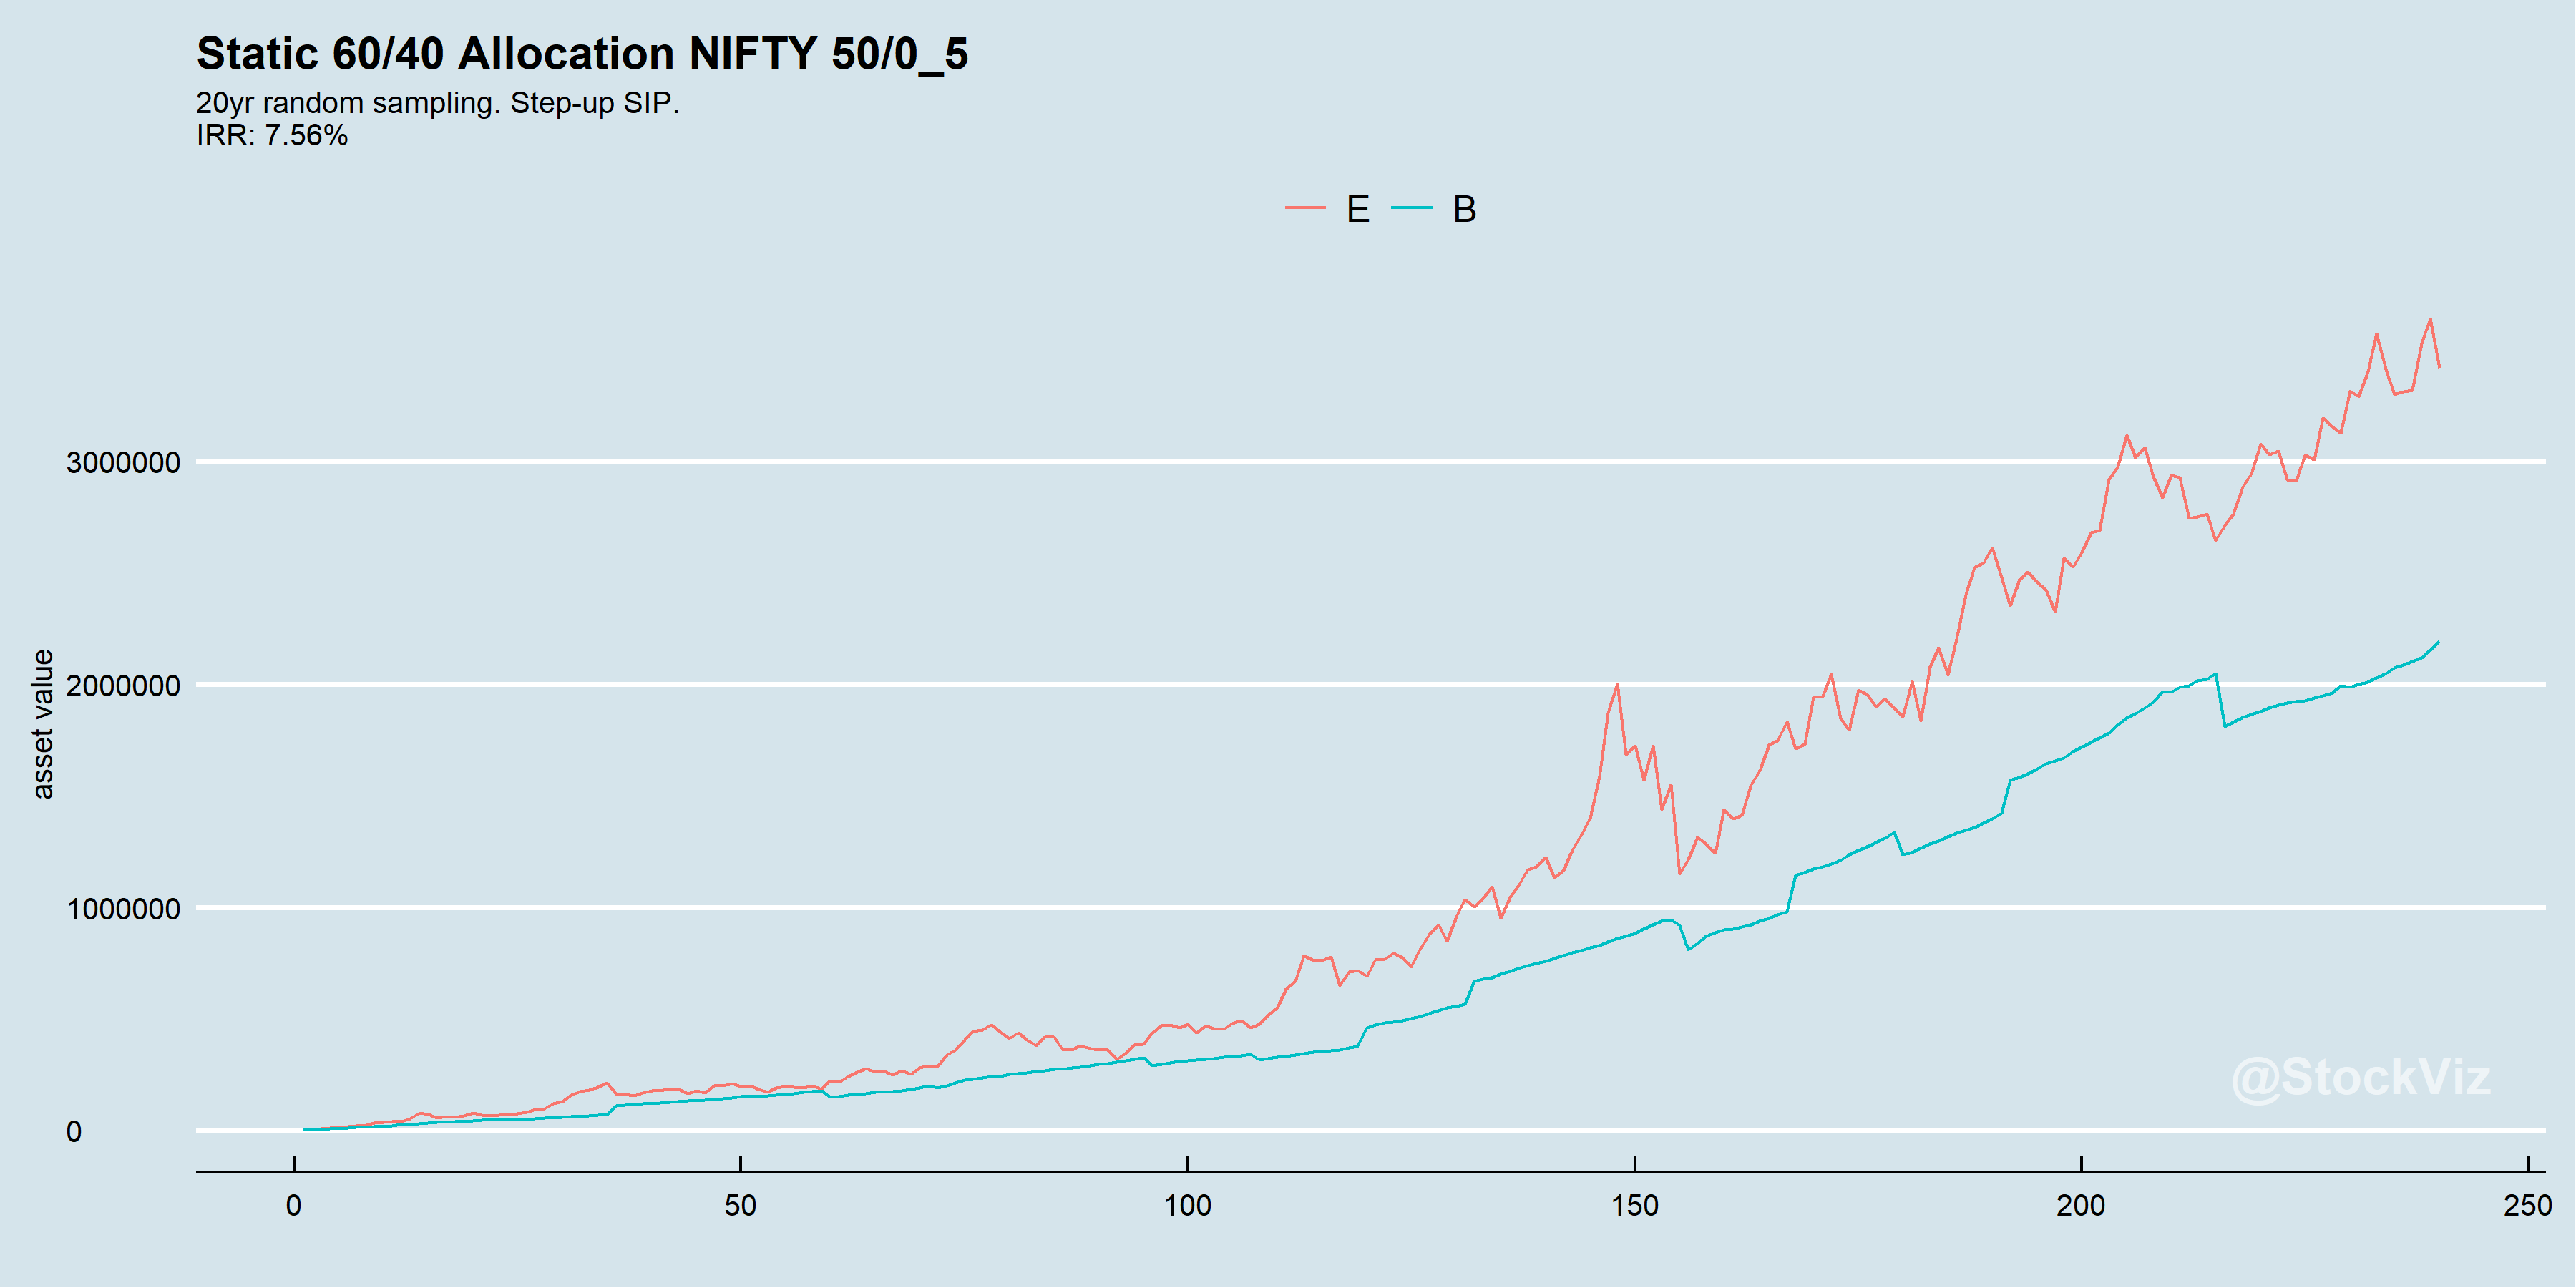 Static 60/40 Allocation NIFTY 50/0_5
20yr random sampling. Step-up SIP.
IRR: 7.56%
E B
asset value
3000000
2000000
1000000
0
@StockViz
0 50 100 150 200 250